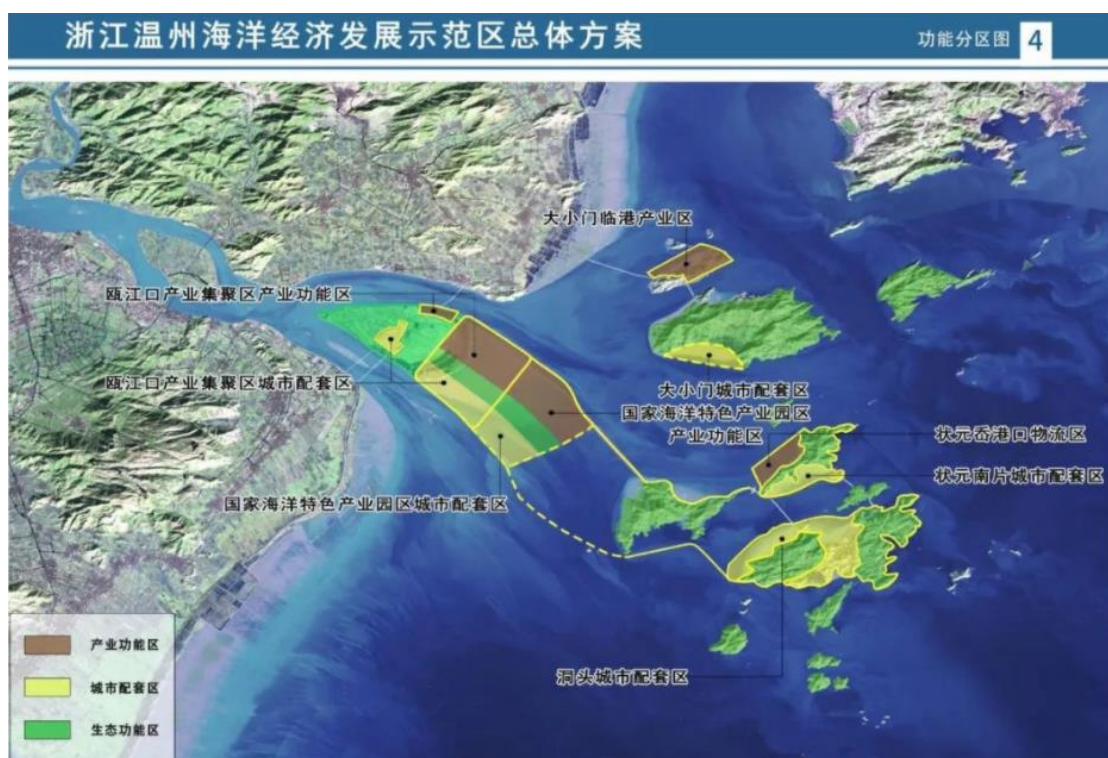 浙江温州海洋经济发展示范区总体方案
功能分区图 4
大小门临港产业区
瓯江口产业集聚区产业功能区
瓯江口产业集聚区城市配套区
大小门城市配套区
国家海洋特色产业园区
产业功能区
状元岙港口物流区
状元南片城市配套区
国家海洋特色产业园区城市配套区
洞头城市配套区
产业功能区
城市配套区
生态功能区